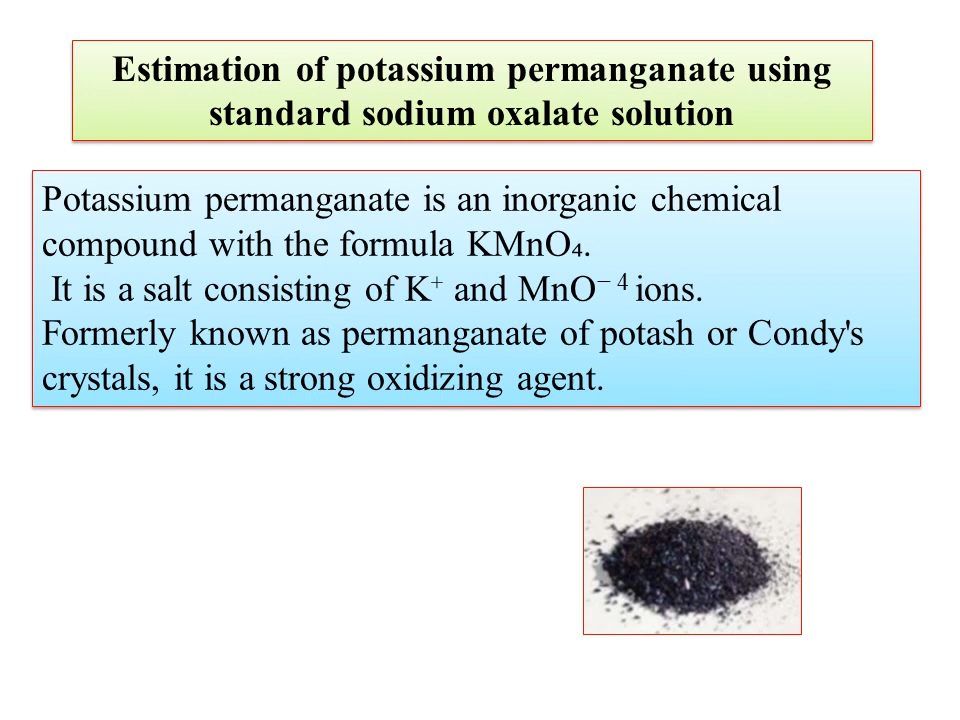 Estimation of potassium permanganate using
standard sodium oxalate solution
Potassium permanganate is an inorganic chemical
compound with the formula KMnO₄.
It is a salt consisting of K⁺ and MnO⁻ ⁴ ions.
Formerly known as permanganate of potash or Condy's
crystals, it is a strong oxidizing agent.